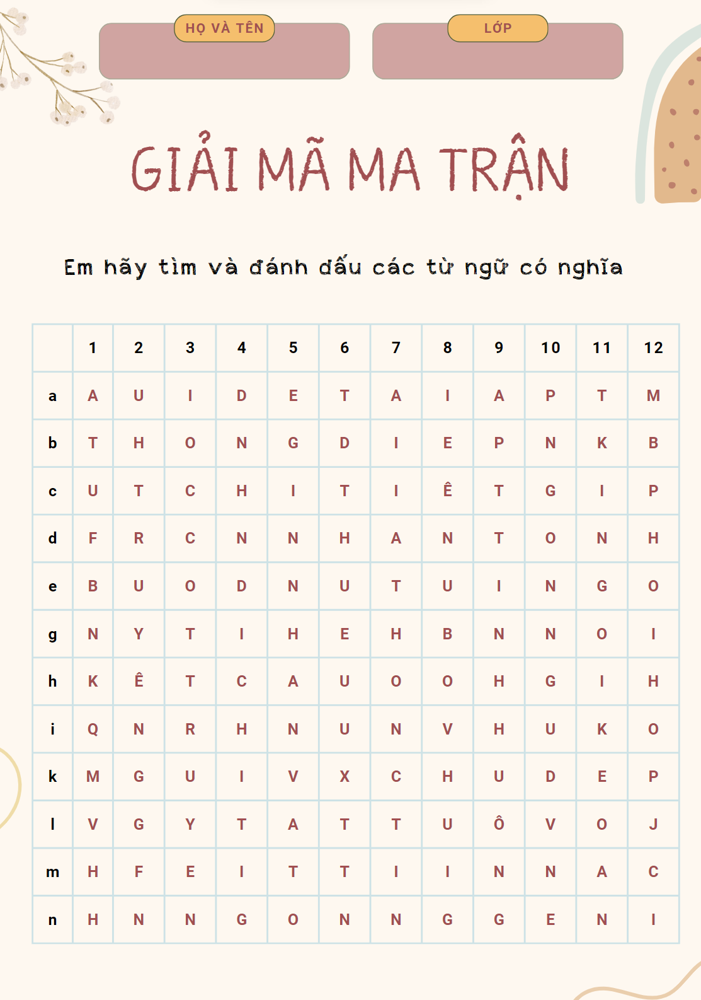 HỌ VÀ TÊN
LỚP
GIẢI MÃ MA TRẬN
Em hãy tìm và đánh dấu các từ ngữ có nghĩa
1 2 3 4 5 6 7 8 9 10 11 12
a A U I D E T A I A P T M
b T H O N G D I E P N K B
c U T C H I T I Ê T G I P
d F R C N N H A N T O N H
e B U O D N U T U I N G O
g N Y T I H E H B N N O I
h K Ê T C A U O O H G I H
i Q N R H N U N V H U K O
k M G U I V X C H U D E P
l V G Y T A T T U Ô V O J
m H F E I T T I I N N A C
n H N N G O N N G G E N I